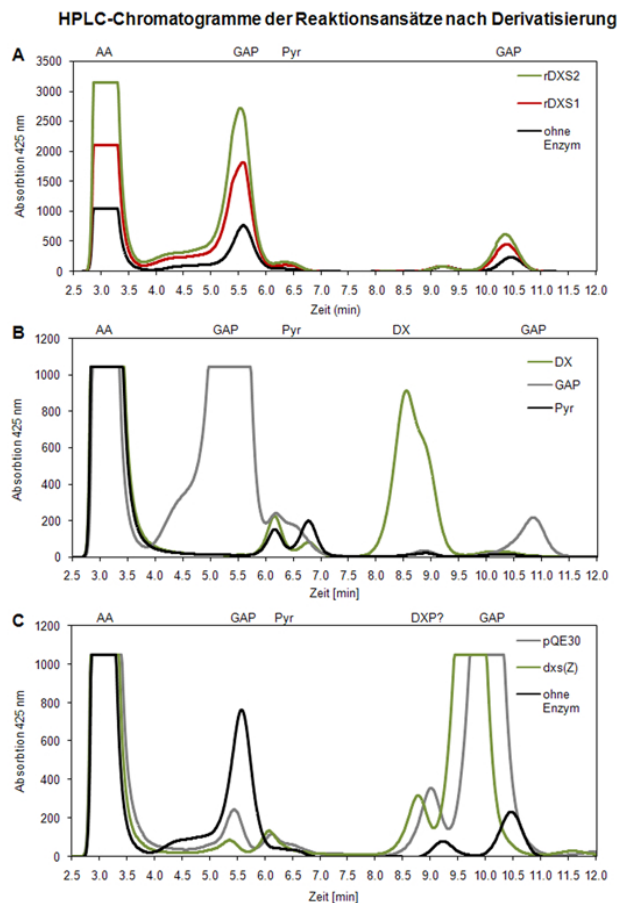 HPLC-Chromatogramme der Reaktionsansätze nach Derivatisierung
AA GAP Pyr GAP
A
3500
3000
2500
2000
1500
1000
500
0
Absorbtion 425 nm
rDXS2
rDXS1
ohne
Enzym
2.5 3.0 3.5 4.0 4.5 5.0 5.5 6.0 6.5 7.0 7.5 8.0 8.5 9.0 9.5 10.0 10.5 11.0 11.5 12.0
Zeit (min)
AA GAP Pyr DX GAP
B
1200
1000
800
600
400
200
0
Absorbtion 425 nm
DX
GAP
Pyr
2.5 3.0 3.5 4.0 4.5 5.0 5.5 6.0 6.5 7.0 7.5 8.0 8.5 9.0 9.5 10.0 10.5 11.0 11.5 12.0
Zeit [min]
AA GAP Pyr DXP? GAP
C
1200
1000
800
600
400
200
0
Absorbtion 425 nm
pQE30
dxs(Z)
ohne
Enzym
2.5 3.0 3.5 4.0 4.5 5.0 5.5 6.0 6.5 7.0 7.5 8.0 8.5 9.0 9.5 10.0 10.5 11.0 11.5 12.0
Zeit [min]